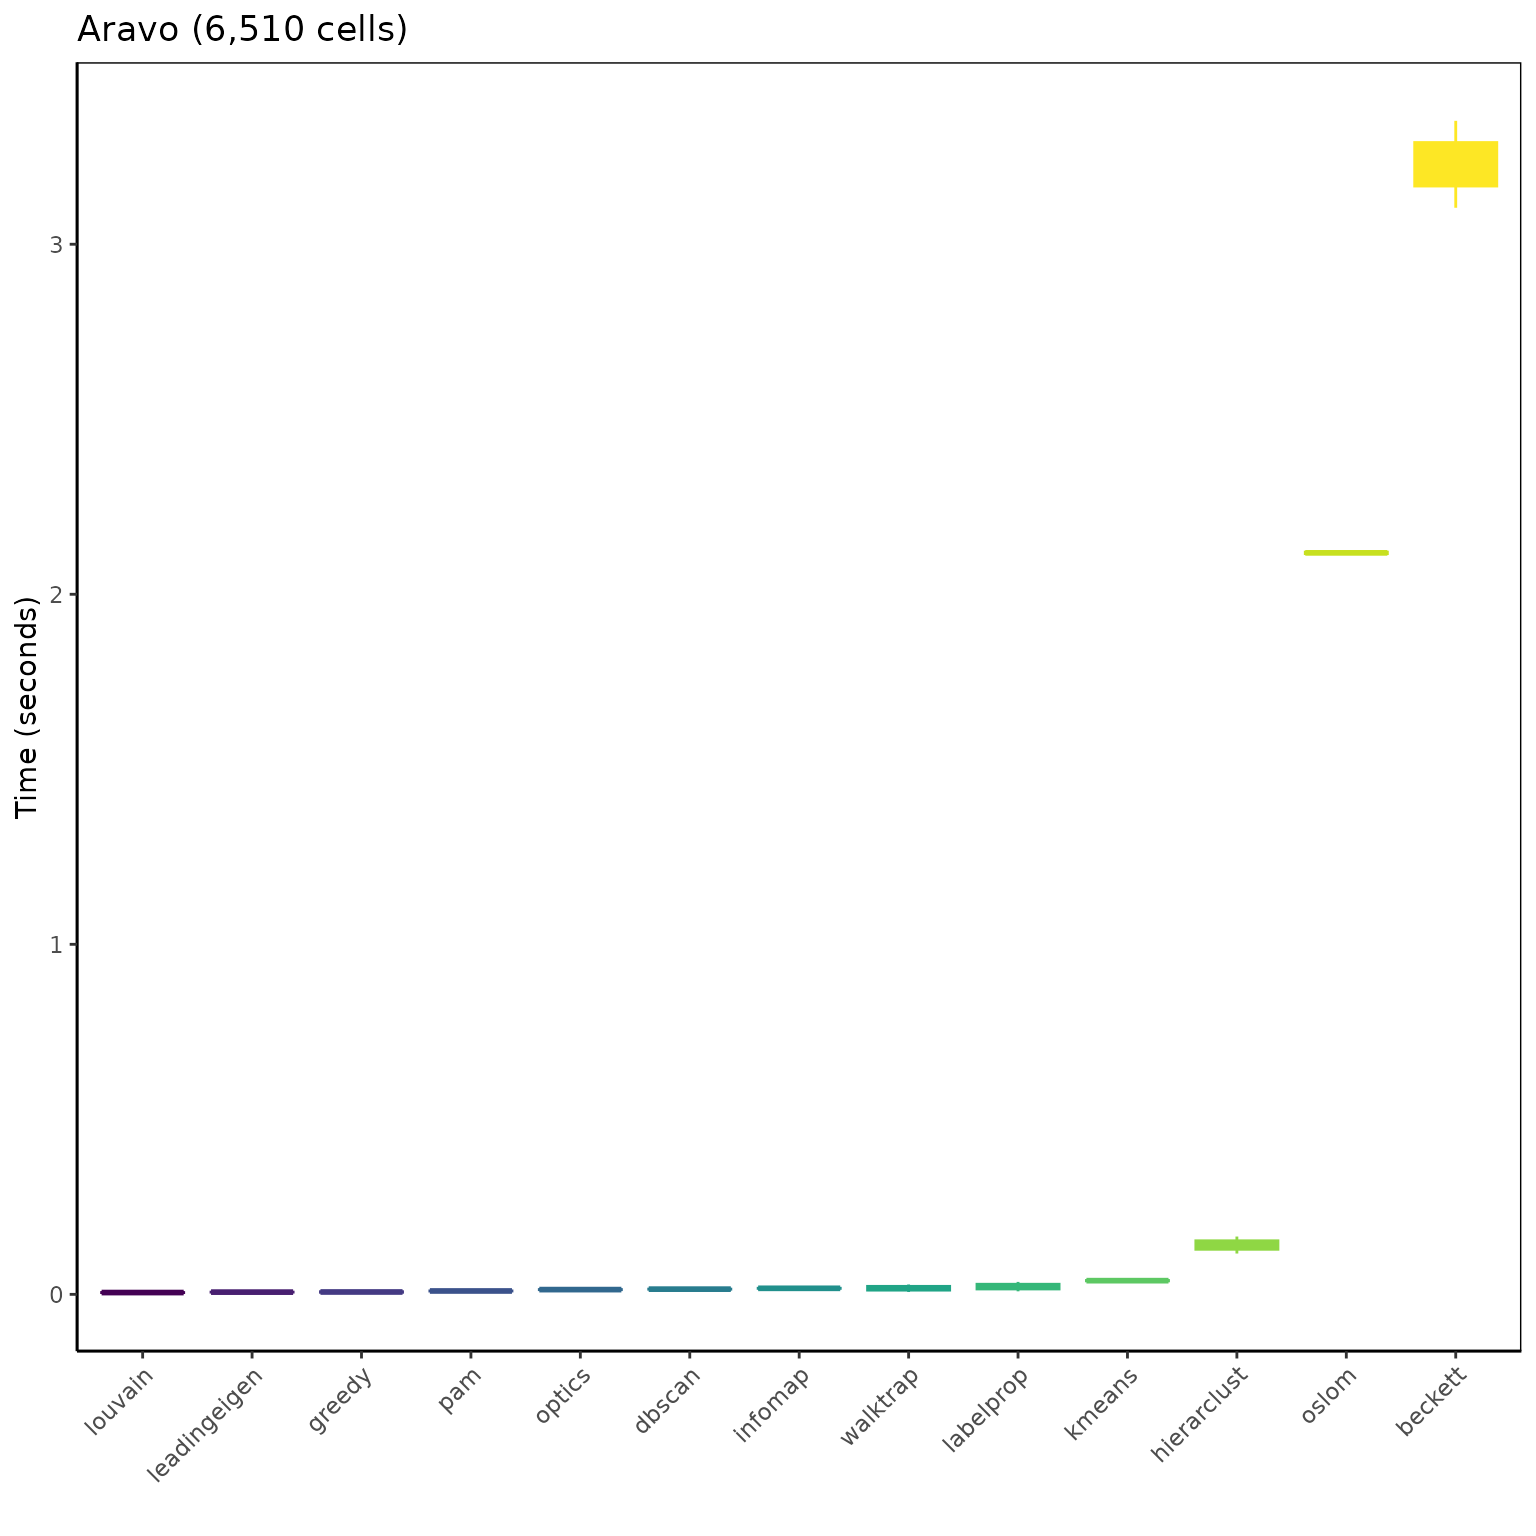 Aravo (6,510 cells)
Time (seconds)
3
2
1
0
louvain
leadingeigen
greedy
pam
optics
dbscan
infomap
walktrap
labelprop
kmeans
hierarclust
oslom
beckett